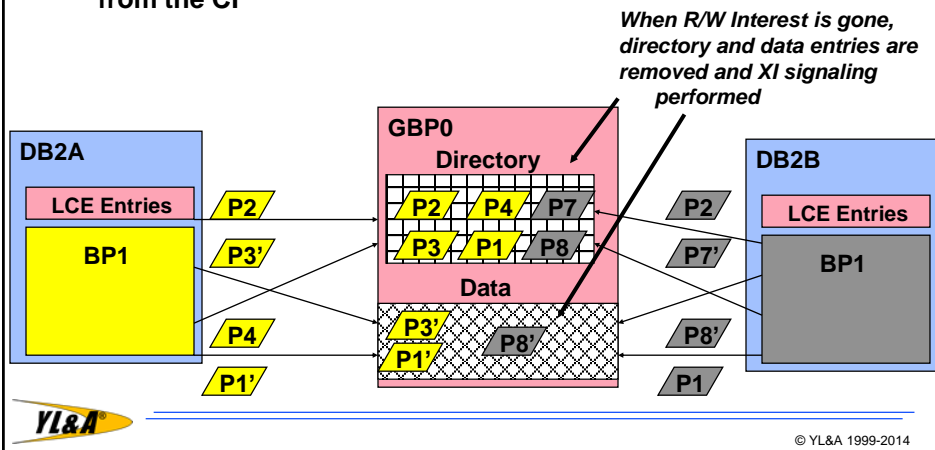 from the CF
When R/W Interest is gone,
directory and data entries are
removed and XI signaling
performed
DB2A
LCE Entries
BP1
P2
P3’
P4
P1’
GBP0
Directory
P2 P4 P7
P3 P1 P8
Data
P3’
P1’
P8’
P2
P7’
P8’
P1
DB2B
LCE Entries
BP1
YL&A®
© YL&A 1999-2014